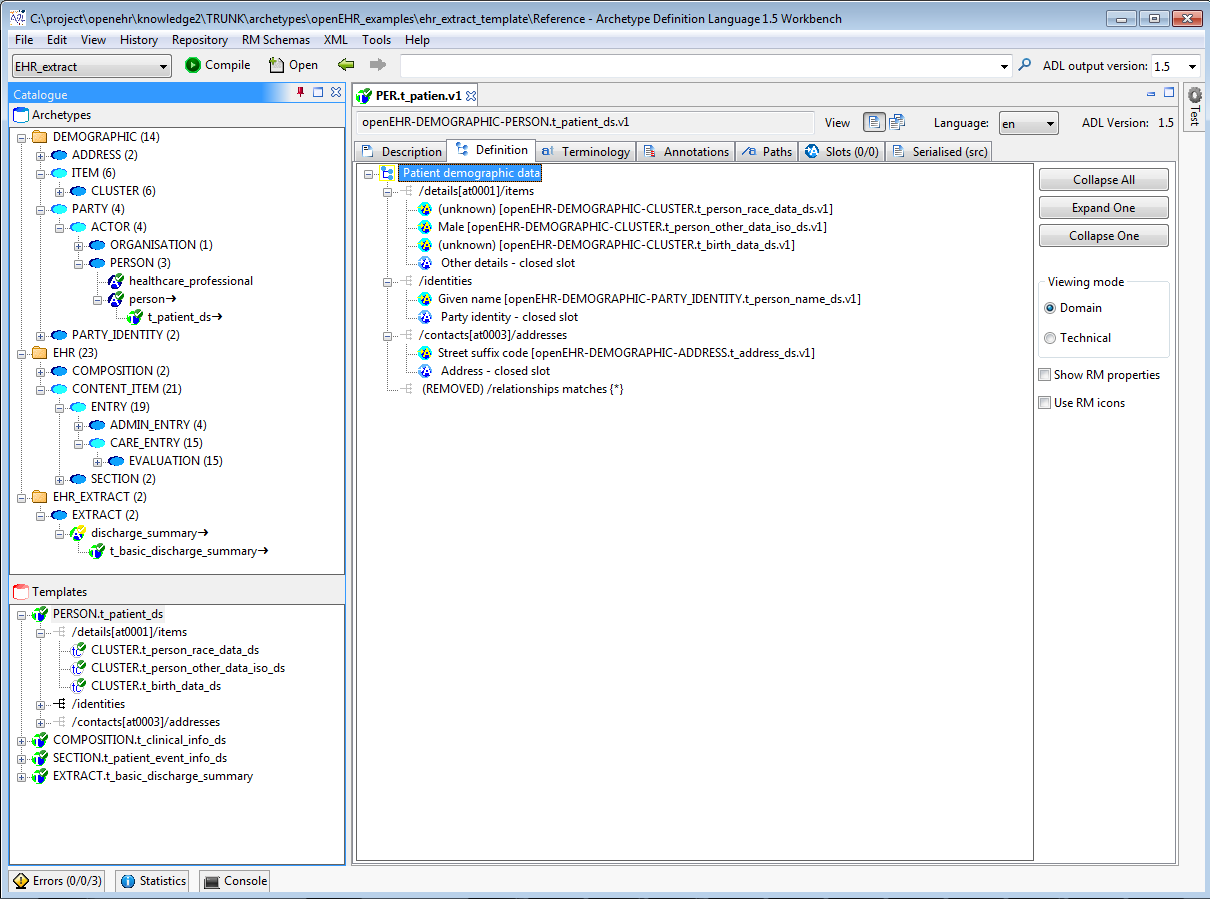 C:\project\openehr\knowledge2\TRUNK\archetypes\openEHR_examples\ehr_extract_template\Reference - Archetype Definition Language 1.5 Workbench
File Edit View History Repository RM Schemas XML Tools Help
EHR_extract Compile Open ADL output version: 1.5
Catalogue
Archetypes
DEMOGRAPHIC (14)
ADDRESS (2)
ITEM (6)
CLUSTER (6)
PARTY (4)
ACTOR (4)
ORGANISATION (1)
PERSON (3)
healthcare_professional
person→
t_patient_ds→
PARTY_IDENTITY (2)
EHR (23)
COMPOSITION (2)
CONTENT_ITEM (21)
ENTRY (19)
ADMIN_ENTRY (4)
CARE_ENTRY (15)
EVALUATION (15)
SECTION (2)
EHR_EXTRACT (2)
EXTRACT (2)
discharge_summary→
t_basic_discharge_summary→
Templates
PERSON.t_patient_ds
/details[at0001]/items
CLUSTER.t_person_race_data_ds
CLUSTER.t_person_other_data_iso_ds
CLUSTER.t_birth_data_ds
/identities
/contacts[at0003]/addresses
COMPOSITION.t_clinical_info_ds
SECTION.t_patient_event_info_ds
EXTRACT.t_basic_discharge_summary
PER.t_patien.v1
openEHR-DEMOGRAPHIC-PERSON.t_patient_ds.v1 View Language: en ADL Version: 1.5
Description Definition Terminology Annotations Paths Slots (0/0) Serialised (src)
Patient demographic data
/details[at0001]/items
(unknown) [openEHR-DEMOGRAPHIC-CLUSTER.t_person_race_data_ds.v1]
Male [openEHR-DEMOGRAPHIC-CLUSTER.t_person_other_data_iso_ds.v1]
(unknown) [openEHR-DEMOGRAPHIC-CLUSTER.t_birth_data_ds.v1]
Other details - closed slot
/identities
Given name [openEHR-DEMOGRAPHIC-PARTY_IDENTITY.t_person_name_ds.v1]
Party identity - closed slot
/contacts[at0003]/addresses
Street suffix code [openEHR-DEMOGRAPHIC-ADDRESS.t_address_ds.v1]
Address - closed slot
(REMOVED) /relationships matches {*}
Collapse All
Expand One
Collapse One
Viewing mode
Domain
Technical
Show RM properties
Use RM icons
Test
Errors (0/0/3) Statistics Console